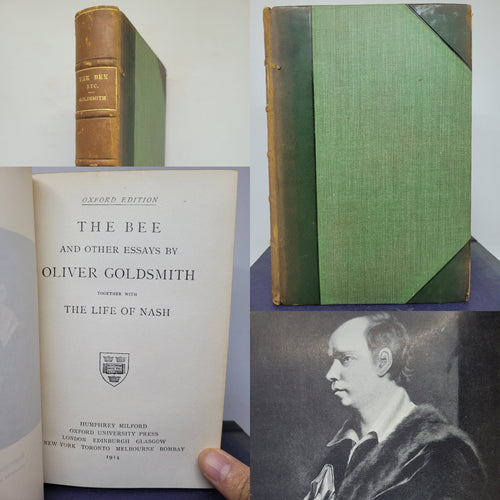 THE BEE
ETC.
GOLDSMITH
OXFORD EDITION
THE BEE
AND OTHER ESSAYS BY
OLIVER GOLDSMITH
TOGETHER WITH
THE LIFE OF NASH
HUMPHREY MILFORD
OXFORD UNIVERSITY PRESS
LONDON EDINBURGH GLASGOW
NEW YORK TORONTO MELBOURNE BOMBAY
1914